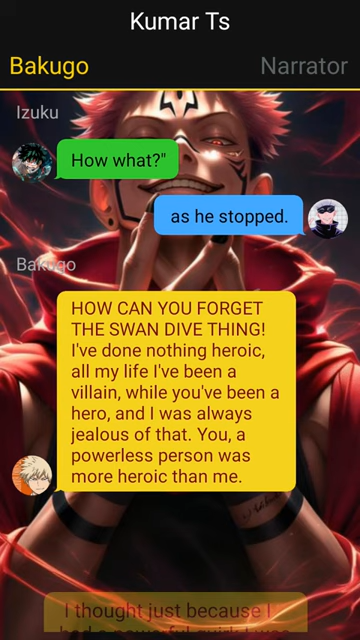 Kumar Ts
Bakugo Narrator
Izuku
How what?"
as he stopped.
Bakugo
HOW CAN YOU FORGET
THE SWAN DIVE THING!
I've done nothing heroic,
all my life I've been a
villain, while you've been a
hero, and I was always
jealous of that. You, a
powerless person was
more heroic than me.
I thought just because I